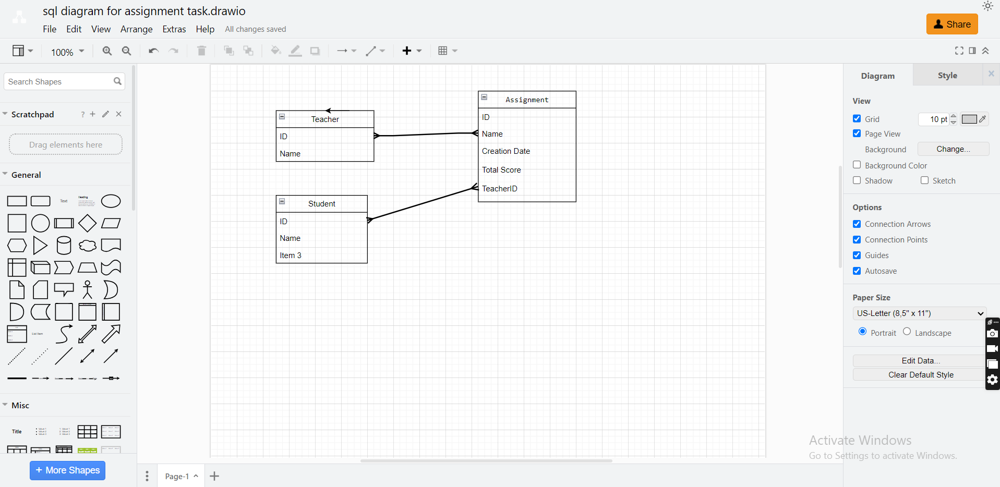 sql diagram for assignment task.drawio
File Edit View Arrange Extras Help All changes saved
Share
100%
Search Shapes
Scratchpad
?
Drag elements here
General
Text
Heading
List Item
Misc
Title
+ More Shapes
Teacher
ID
Name
Student
ID
Name
Item 3
Assignment
ID
Name
Creation Date
Total Score
TeacherID
Page-1
Diagram
Style
View
Grid
10 pt
Page View
Background
Change...
Background Color
Shadow
Sketch
Options
Connection Arrows
Connection Points
Guides
Autosave
Paper Size
US-Letter (8,5" x 11")
Portrait
Landscape
Edit Data...
Clear Default Style
Activate Windows
Go to Settings to activate Windows.